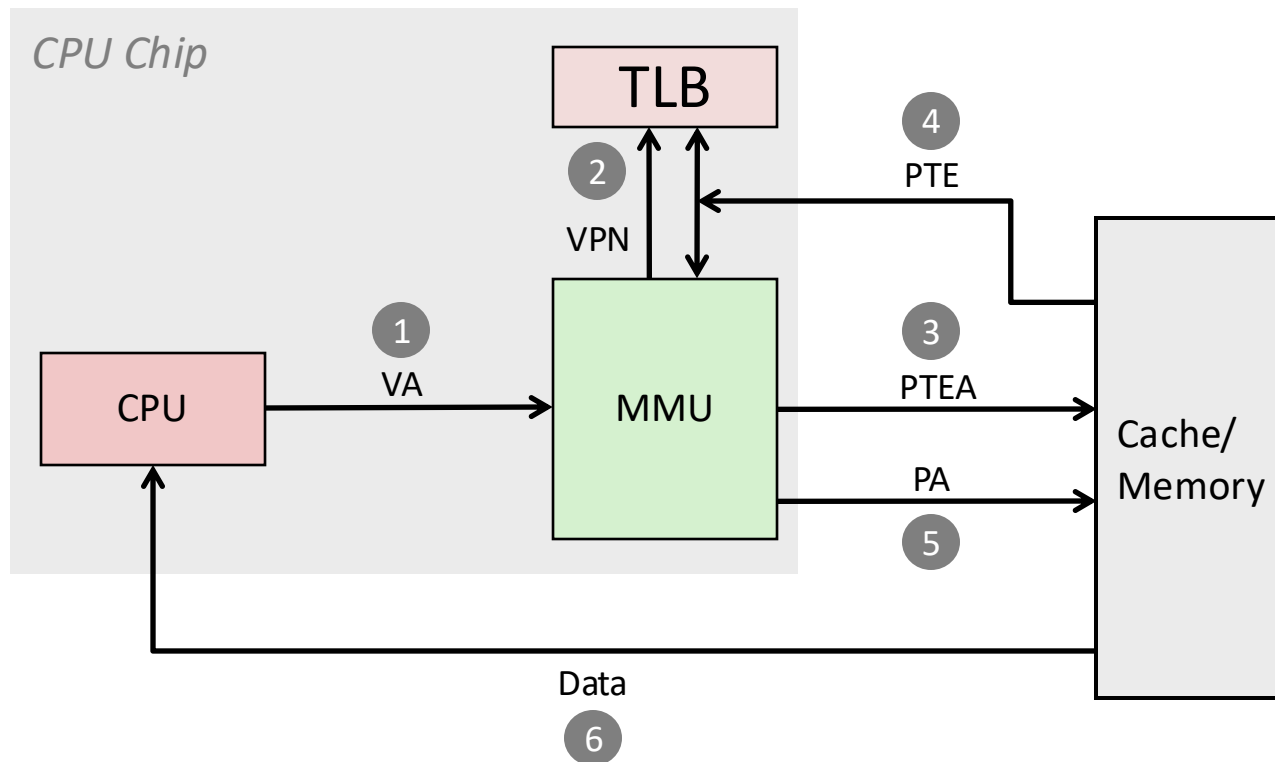 CPU Chip
TLB
4
2
PTE
VPN
1
3
VA
PTEA
CPU
MMU
Cache/
Memory
PA
5
Data
6